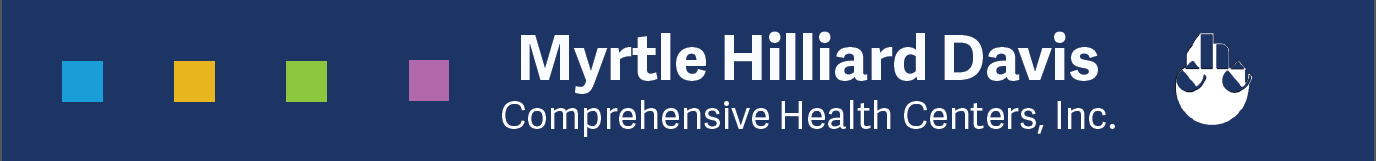 Myrtle Hilliard Davis
Comprehensive Health Centers, Inc.